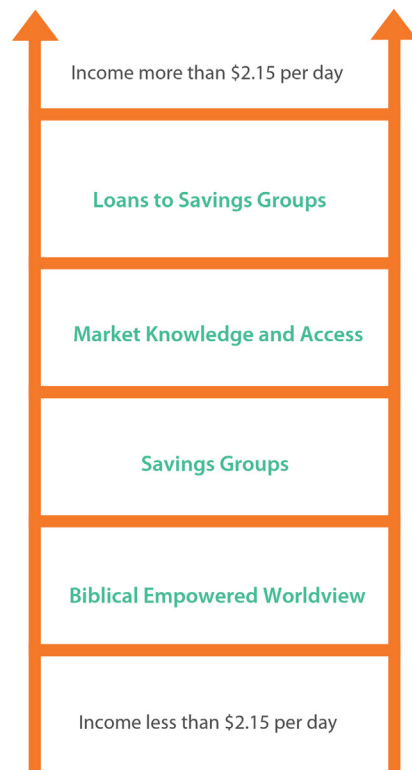 Income more than $2.15 per day
Loans to Savings Groups
Market Knowledge and Access
Savings Groups
Biblical Empowered Worldview
Income less than $2.15 per day